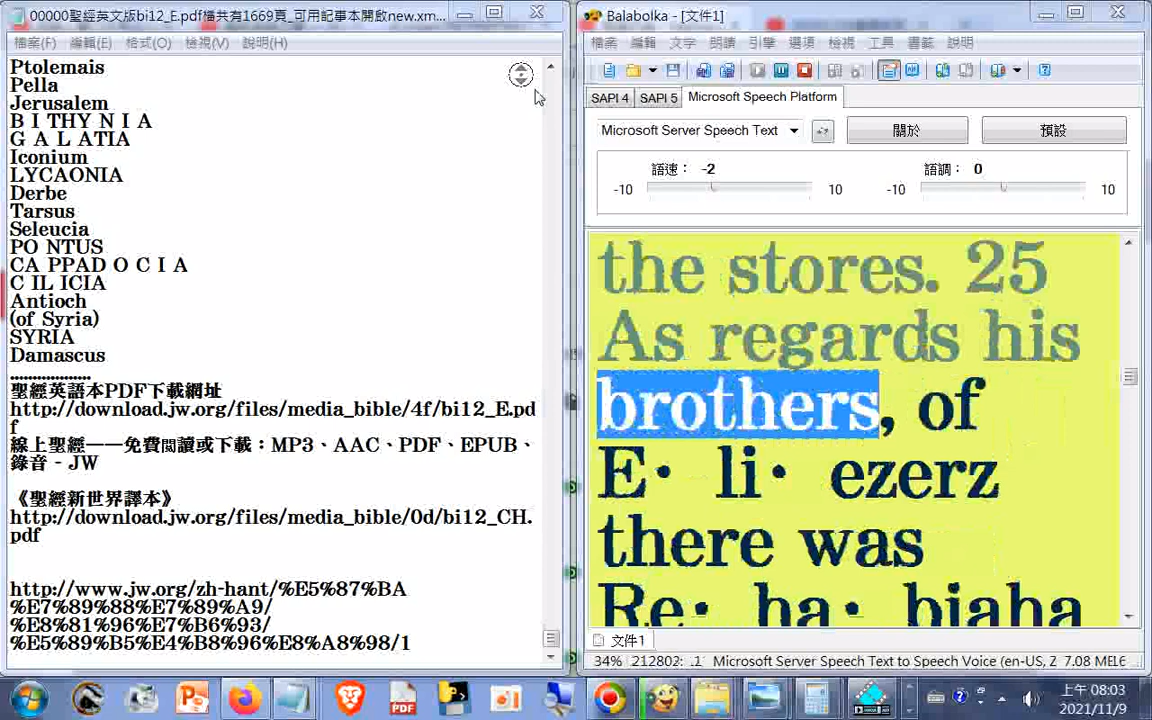 00000聖經英文版bi12_E.pdf檔共有1669頁_可用記事本開啟new.xm...
檔案(F) 編輯(E) 格式(O) 檢視(V) 說明(H)
Ptolemais
Pella
Jerusalem
B I THY N I A
G A L ATIA
Iconium
LYCAONIA
Derbe
Tarsus
Seleucia
PO NTUS
CA PPAD O C I A
C IL ICIA
Antioch
(of Syria)
SYRIA
Damascus
..................
聖經英語本PDF下載網址
http://download.jw.org/files/media_bible/4f/bi12_E.pd
f
線上聖經——免費閱讀或下載：MP3、AAC、PDF、EPUB、
錄音 - JW
《聖經新世界譯本》
http://download.jw.org/files/media_bible/0d/bi12_CH.
pdf
http://www.jw.org/zh-hant/%E5%87%BA
%E7%89%88%E7%89%A9/
%E8%81%96%E7%B6%93/
%E5%89%B5%E4%B8%96%E8%A8%98/1
Balabolka - [文件1]
檔案 編輯 文字 朗讀 引擎 選項 檢視 工具 書籤 說明
SAPI 4 SAPI 5 Microsoft Speech Platform
Microsoft Server Speech Text 關於 預設
語速： -2 語調： 0
-10 10 -10 10
the stores. 25
As regards his
brothers, of
E· li· ezerz
there was
Re· ha· biaha
文件1
34% 212802: .1 Microsoft Server Speech Text to Speech Voice (en-US, Z 7.08 МЕ
上午 08:03
2021/11/9